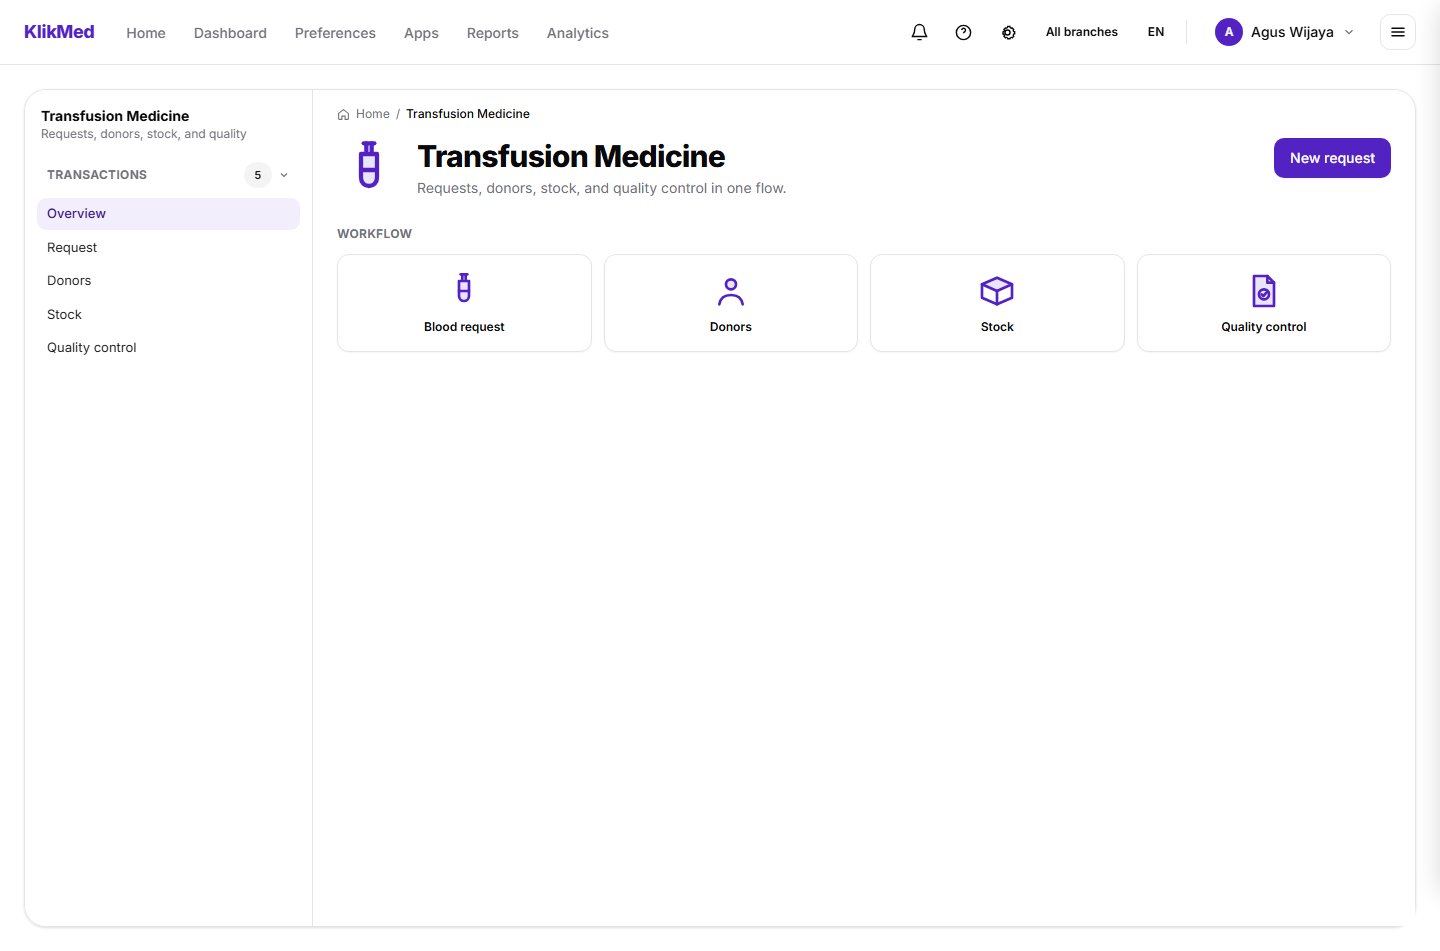 KlikMed
Home
Dashboard
Preferences
Apps
Reports
Analytics
All branches
EN
A
Agus Wijaya
Transfusion Medicine
Requests, donors, stock, and quality
TRANSACTIONS
5
Overview
Request
Donors
Stock
Quality control
Home / Transfusion Medicine
Transfusion Medicine
Requests, donors, stock, and quality control in one flow.
New request
WORKFLOW
Blood request
Donors
Stock
Quality control